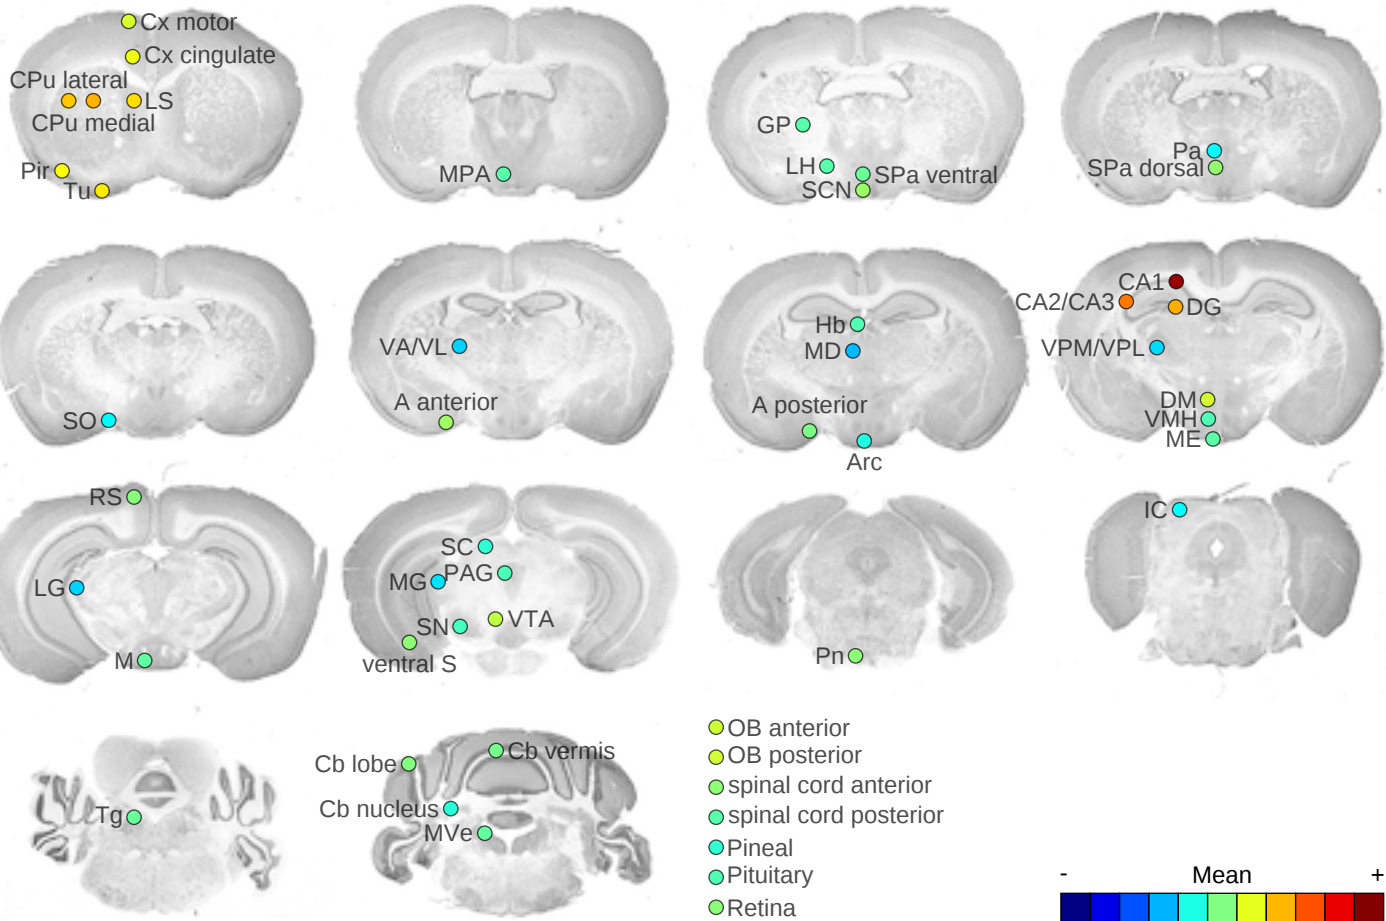 Cx motor
Cx cingulate
CPu lateral
LS
CPu medial
Pir
Tu
MPA
GP
LH
SPa ventral
SCN
Pa
SPa dorsal
SO
VA/VL
A anterior
Hb
MD
A posterior
Arc
CA1
CA2/CA3
DG
VPM/VPL
DM
VMH
ME
RS
LG
M
SC
MG
PAG
SN
VTA
ventral S
Pn
IC
Tg
Cb lobe
Cb vermis
Cb nucleus
MVe
OB anterior
OB posterior
spinal cord anterior
spinal cord posterior
Pineal
Pituitary
Retina
- Mean +